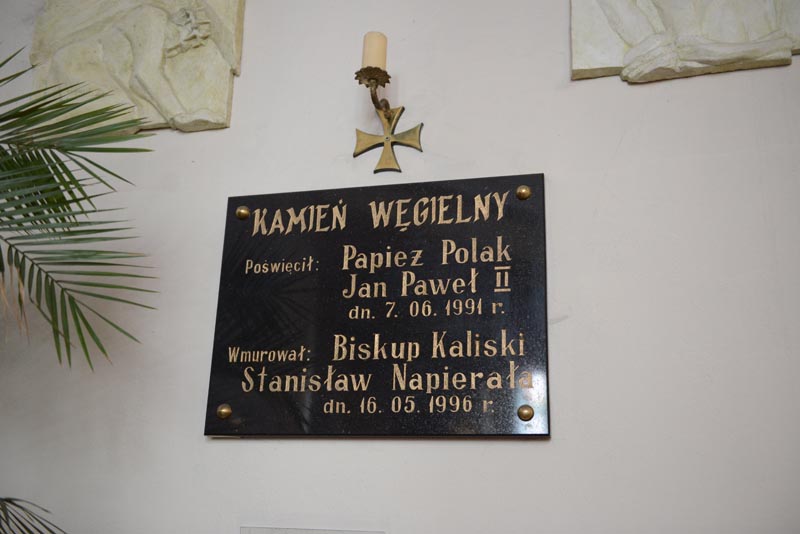 KAMIEŃ WĘGIELNY
Poświęcił: Papież Polak
Jan Paweł II
dn. 7. 06. 1991 r.
Wmurował: Biskup Kaliski
Stanisław Napierała
dn. 16. 05. 1996 r.